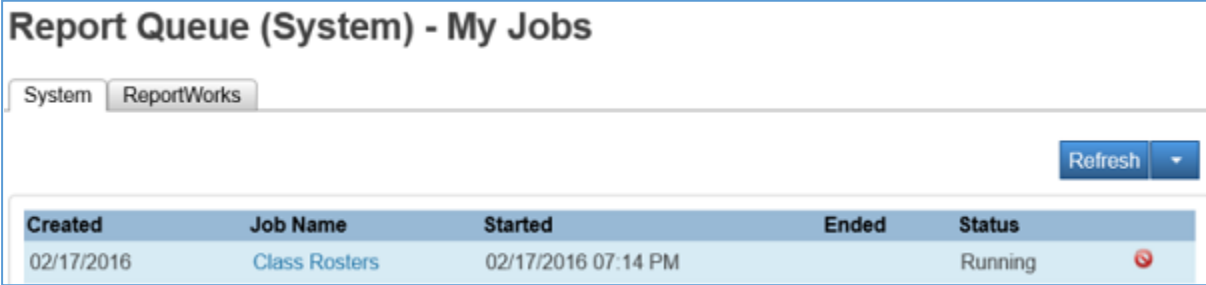 Report Queue (System) - My Jobs
System ReportWorks
Refresh
Created Job Name Started Ended Status
02/17/2016 Class Rosters 02/17/2016 07:14 PM Running